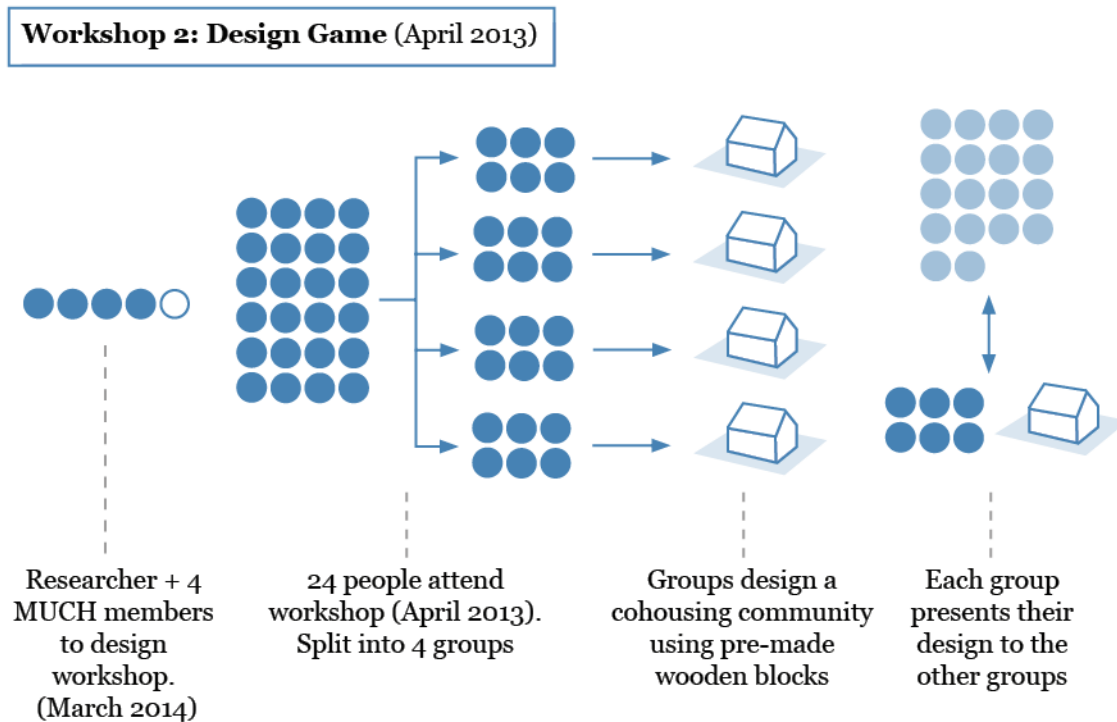 Workshop 2: Design Game (April 2013)
Researcher + 4
MUCH members
to design
workshop.
(March 2014)
24 people attend
workshop (April 2013).
Split into 4 groups
Groups design a
cohousing community
using pre-made
wooden blocks
Each group
presents their
design to the
other groups